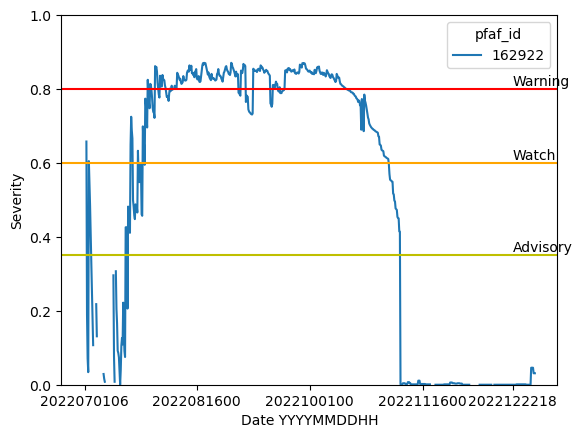 1.0
pfaf_id
162922
Warning
0.8
Watch
0.6
Severity
0.4
Advisory
0.2
0.0
2022070106 2022081600 2022100100 2022111600 2022122218
Date YYYYMMDDHH